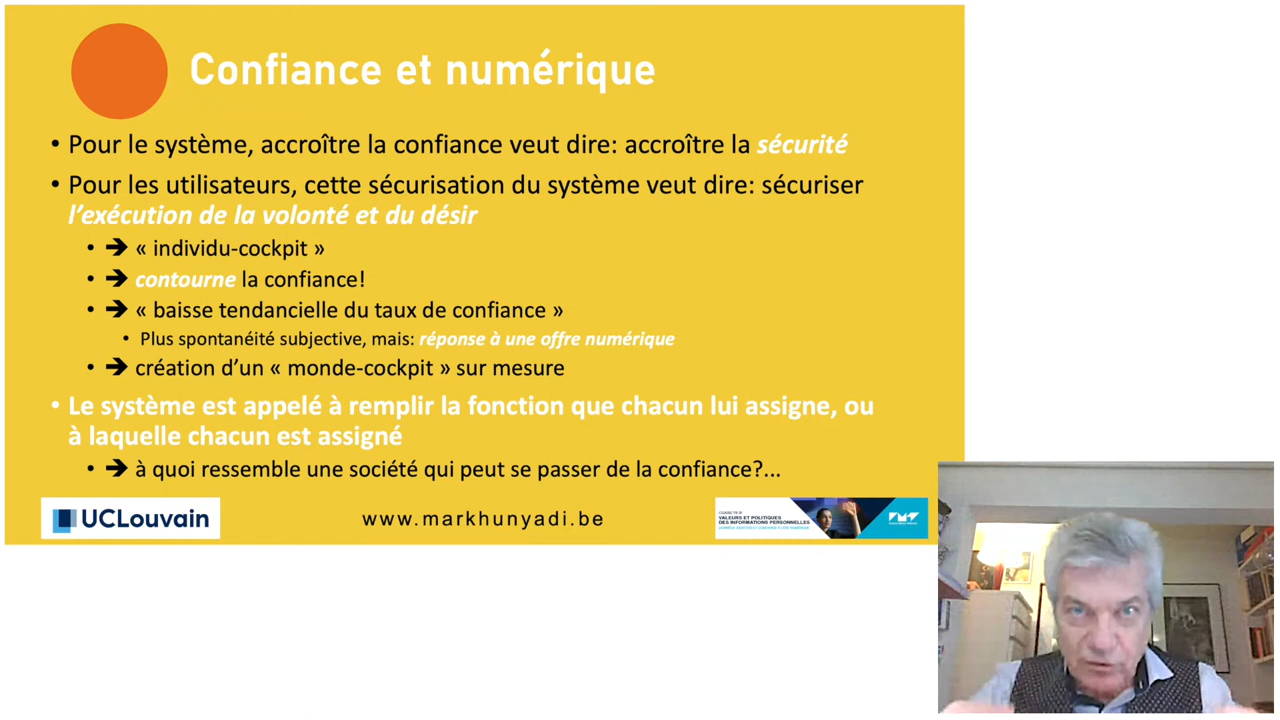 Confiance et numérique
• Pour le système, accroître la confiance veut dire: accroître la sécurité
• Pour les utilisateurs, cette sécurisation du système veut dire: sécuriser
l’exécution de la volonté et du désir
• ➔ « individu-cockpit »
• ➔ contourne la confiance!
• ➔ « baisse tendancielle du taux de confiance »
• Plus spontanéité subjective, mais: réponse à une offre numérique
• ➔ création d’un « monde-cockpit » sur mesure
• Le système est appelé à remplir la fonction que chacun lui assigne, ou
à laquelle chacun est assigné
• ➔ à quoi ressemble une société qui peut se passer de la confiance?...
UCLouvain
www.markhunyadi.be
VALEURS ET POLITIQUES
DES INFORMATIONS PERSONNELLES